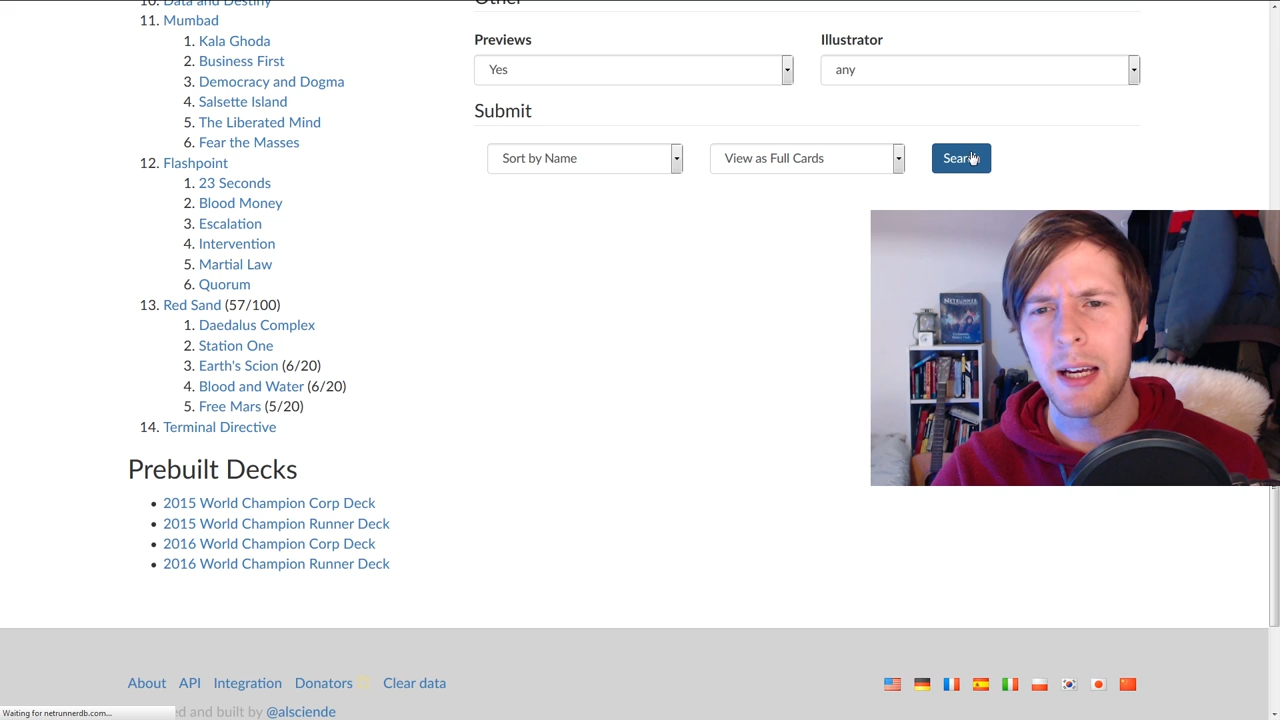 10. Data and Destiny
11. Mumbad
1. Kala Ghoda
2. Business First
3. Democracy and Dogma
4. Salsette Island
5. The Liberated Mind
6. Fear the Masses
12. Flashpoint
1. 23 Seconds
2. Blood Money
3. Escalation
4. Intervention
5. Martial Law
6. Quorum
13. Red Sand (57/100)
1. Daedalus Complex
2. Station One
3. Earth's Scion (6/20)
4. Blood and Water (6/20)
5. Free Mars (5/20)
14. Terminal Directive
Prebuilt Decks
• 2015 World Champion Corp Deck
• 2015 World Champion Runner Deck
• 2016 World Champion Corp Deck
• 2016 World Champion Runner Deck
Other
Previews Illustrator
Yes any
Submit
Sort by Name View as Full Cards Search
NETRUNNER
About API Integration Donators Clear data
Waiting for netrunnerdb.com... ed and built by @alsciende